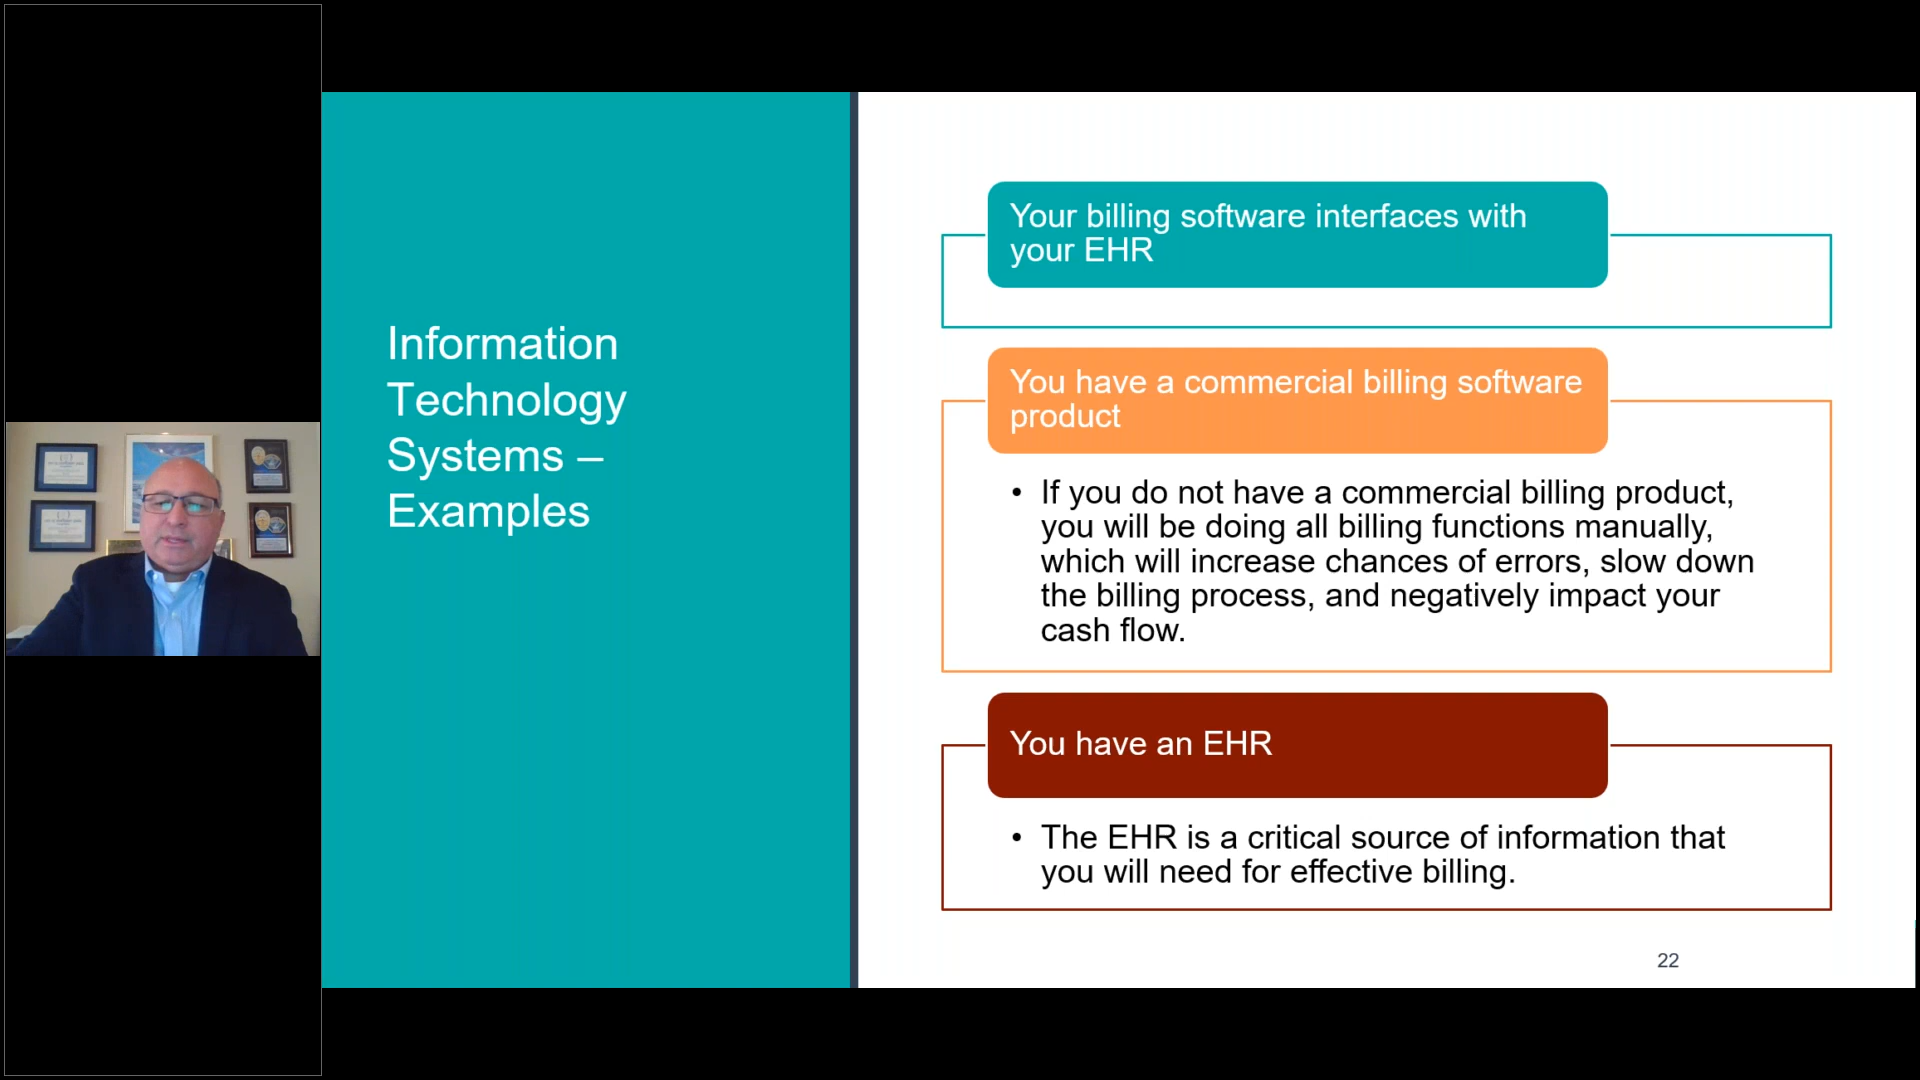 Information
Technology
Systems –
Examples
Your billing software interfaces with
your EHR
You have a commercial billing software
product
• If you do not have a commercial billing product,
you will be doing all billing functions manually,
which will increase chances of errors, slow down
the billing process, and negatively impact your
cash flow.
You have an EHR
• The EHR is a critical source of information that
you will need for effective billing.
22